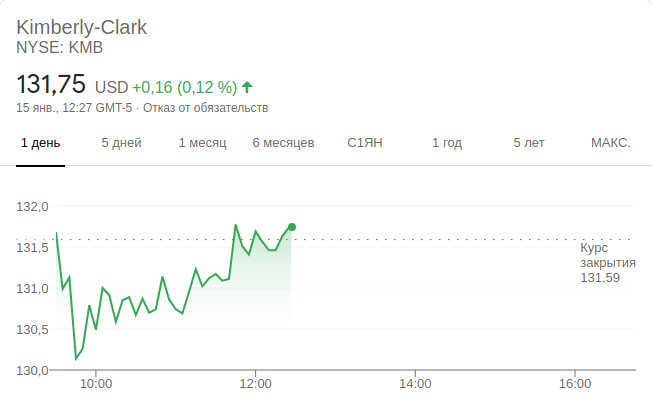 Kimberly-Clark
NYSE: KMB
131,75 USD +0,16 (0,12 %)
15 янв., 12:27 GMT-5 · Отказ от обязательств
1 день 5 дней 1 месяц 6 месяцев С1ЯН 1 год 5 лет МАКС.
132,0
131,5
Курс
закрытия
131,59
131,0
130,5
130,0
10:00 12:00 14:00 16:00